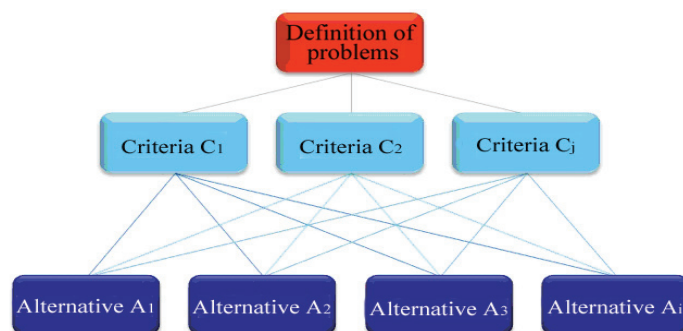 Definition of
problems
Criteria C1
Criteria C2
Criteria Cj
Alternative A1
Alternative A2
Alternative A3
Alternative Ai